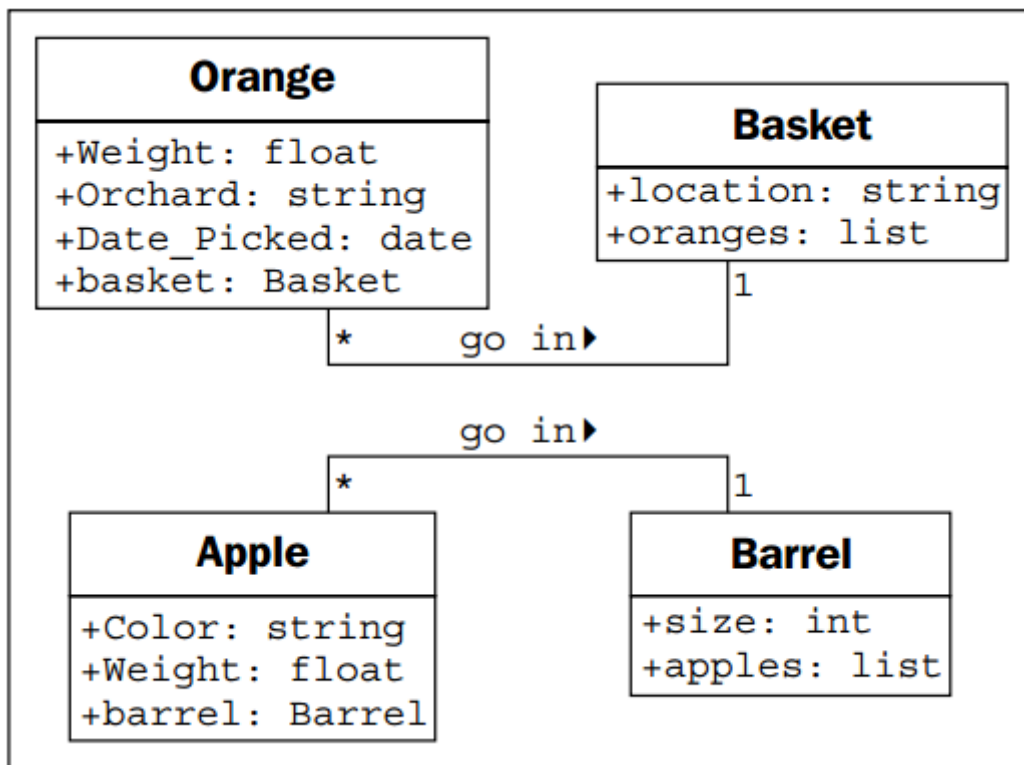 Orange
+Weight: float
+Orchard: string
+Date_Picked: date
+basket: Basket
Basket
+location: string
+oranges: list
1
* go in▶
go in▶
* 1
Apple
+Color: string
+Weight: float
+barrel: Barrel
Barrel
+size: int
+apples: list